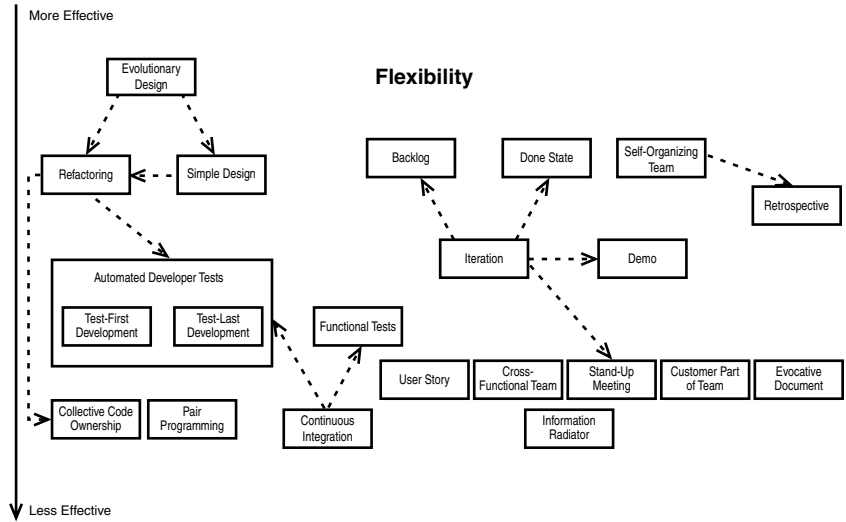 More Effective
Flexibility
Evolutionary
Design
Refactoring
Simple Design
Backlog
Done State
Self-Organizing
Team
Retrospective
Iteration
Demo
Automated Developer Tests
Test-First
Development
Test-Last
Development
Functional Tests
User Story
Cross-
Functional Team
Stand-Up
Meeting
Customer Part
of Team
Evocative
Document
Collective Code
Ownership
Pair
Programming
Continuous
Integration
Information
Radiator
Less Effective